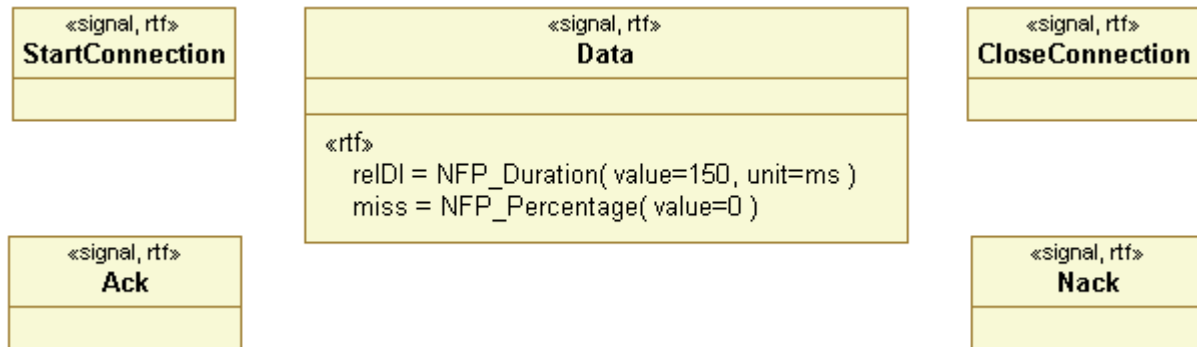 «signal, rtf»
StartConnection
«signal, rtf»
Data
«signal, rtf»
CloseConnection
«rtf»
relDl = NFP_Duration( value=150, unit=ms )
miss = NFP_Percentage( value=0 )
«signal, rtf»
Ack
«signal, rtf»
Nack